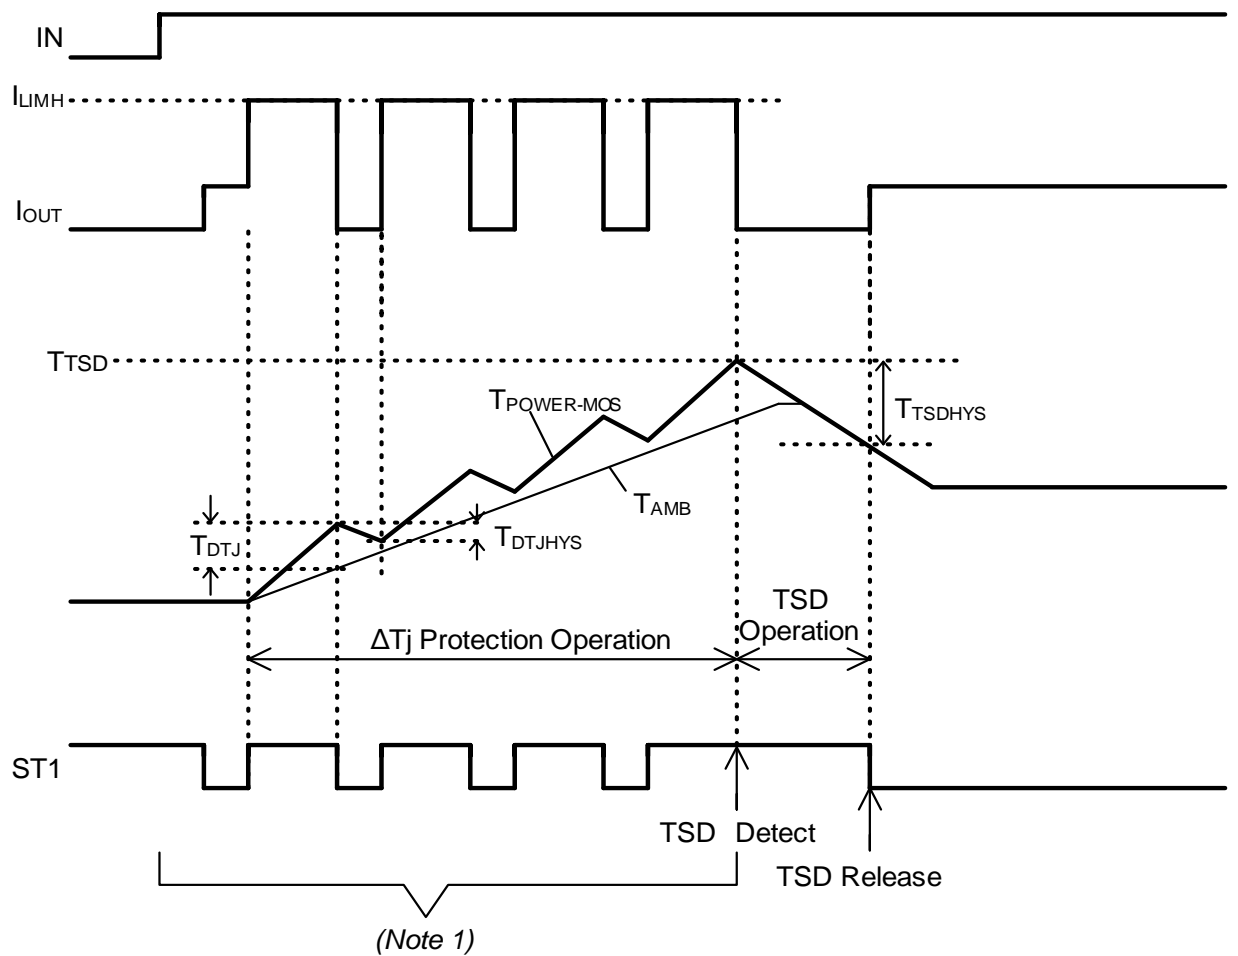 IN
ILIMH
IOUT
TTSD
TPOWER-MOS
TTSDHYS
TAMB
TDTJ
TDTJHYS
TSD
Operation
ΔTj Protection Operation
ST1
TSD Detect
TSD Release
(Note 1)